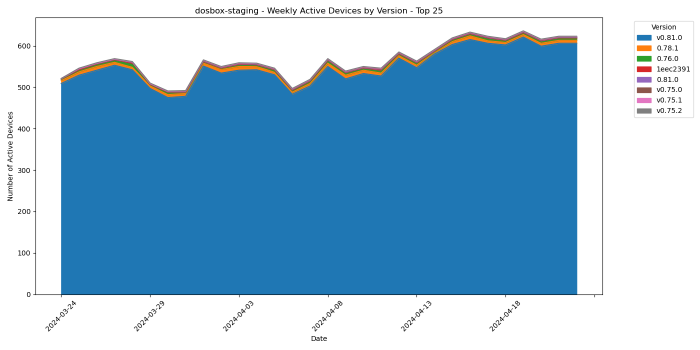 dosbox-staging - Weekly Active Devices by Version - Top 25
Number of Active Devices
600
500
400
300
200
100
0
2024-03-24
2024-03-29
2024-04-03
2024-04-08
2024-04-13
2024-04-18
Date
Version
v0.81.0
0.78.1
0.76.0
1eec2391
0.81.0
v0.75.0
v0.75.1
v0.75.2